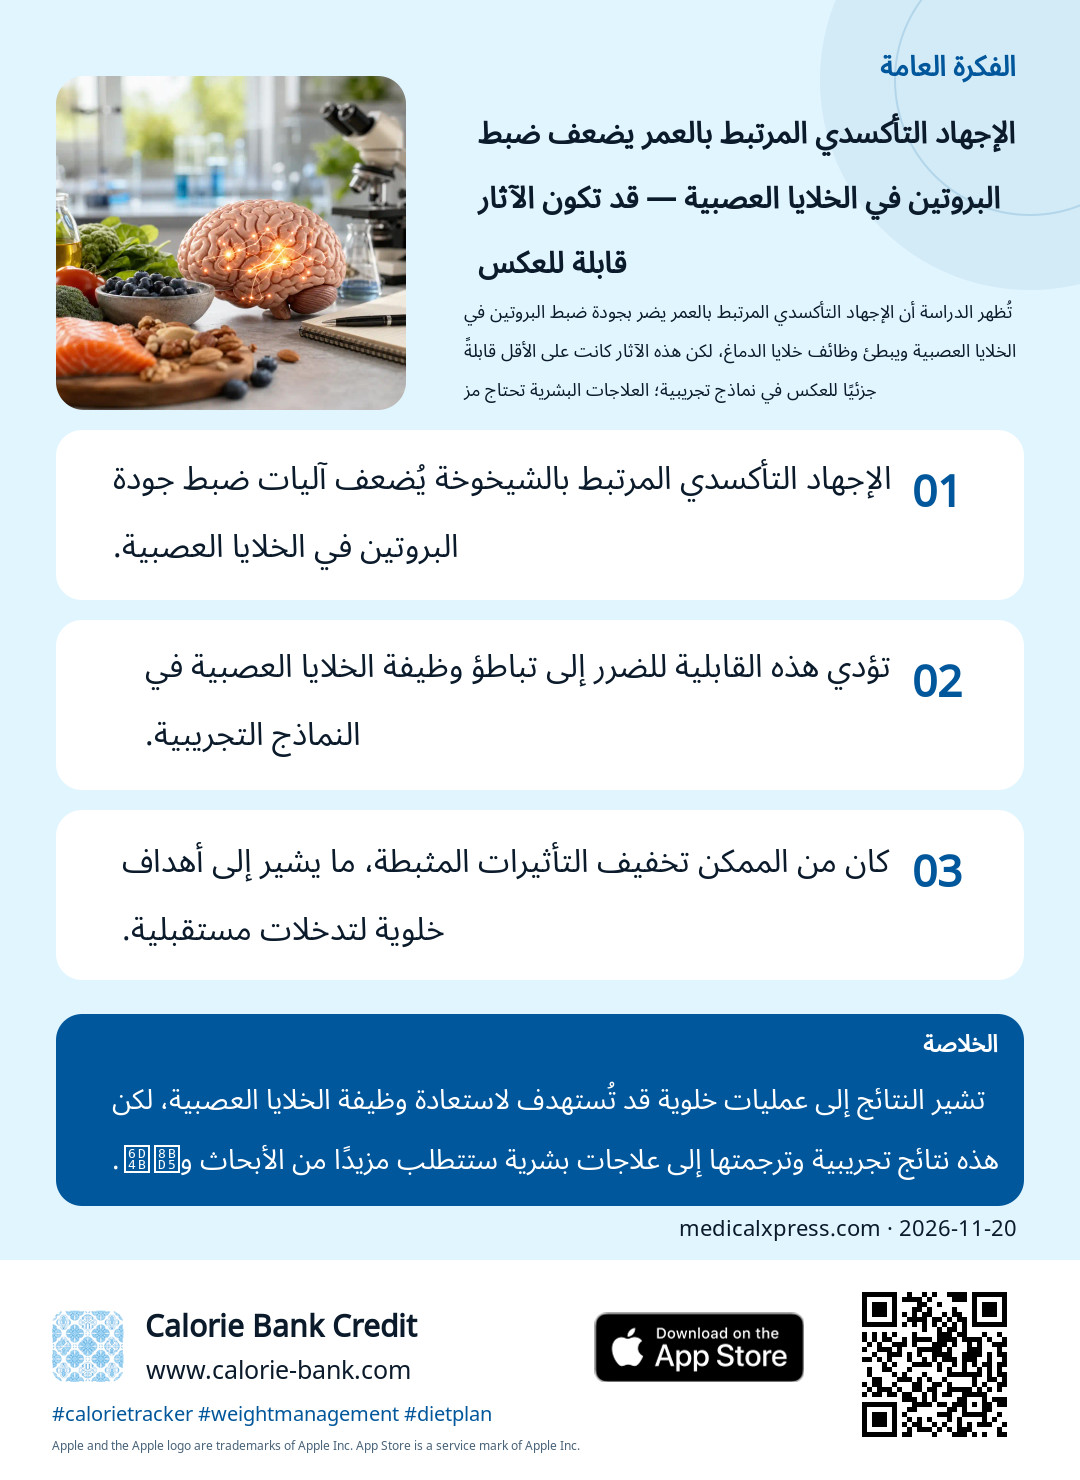 الفكرة العامة
الإجهاد التأكسدي المرتبط بالعمر يضعف ضبط
البروتين في الخلايا العصبية — قد تكون الآثار
قابلة للعكس
تُظهر الدراسة أن الإجهاد التأكسدي المرتبط بالعمر يضر بجودة ضبط البروتين في
الخلايا العصبية ويبطئ وظائف خلايا الدماغ، لكن هذه الآثار كانت على الأقل قابلةً
جزئيًا للعكس في نماذج تجريبية؛ العلاجات البشرية تحتاج مز
01
الإجهاد التأكسدي المرتبط بالشيخوخة يُضعف آليات ضبط جودة
البروتين في الخلايا العصبية.
02
تؤدي هذه القابلية للضرر إلى تباطؤ وظيفة الخلايا العصبية في
النماذج التجريبية.
03
كان من الممكن تخفيف التأثيرات المثبطة، ما يشير إلى أهداف
خلوية لتدخلات مستقبلية.
الخلاصة
تشير النتائج إلى عمليات خلوية قد تُستهدف لاستعادة وظيفة الخلايا العصبية، لكن
هذه نتائج تجريبية وترجمتها إلى علاجات بشرية ستتطلب مزيدًا من الأبحاث و.
medicalxpress.com · 2026-11-20
Calorie Bank Credit
www.calorie-bank.com
Download on the
App Store
#calorietracker #weightmanagement #dietplan
Apple and the Apple logo are trademarks of Apple Inc. App Store is a service mark of Apple Inc.